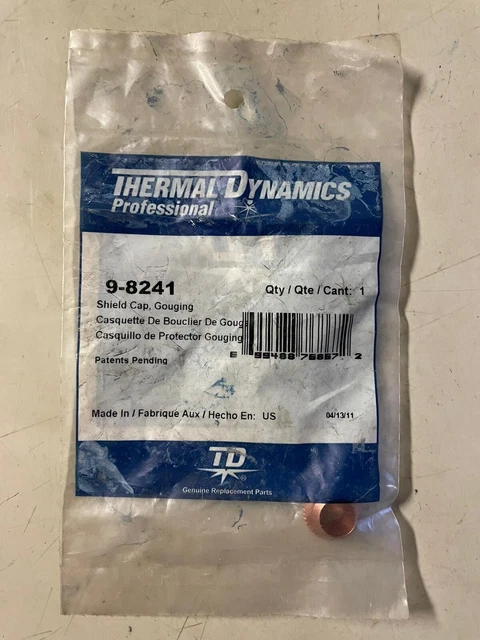 THERMAL DYNAMICS
Professional
9-8241
Qty / Qte / Cant: 1
Shield Cap, Gouging
Casquette De Bouclier De
Casquillo de Protector Gouging
Patents Pending
Made In / Fabrique Aux / Hecho En: US
04/13/11
TD
®
Genuine Replacement Parts